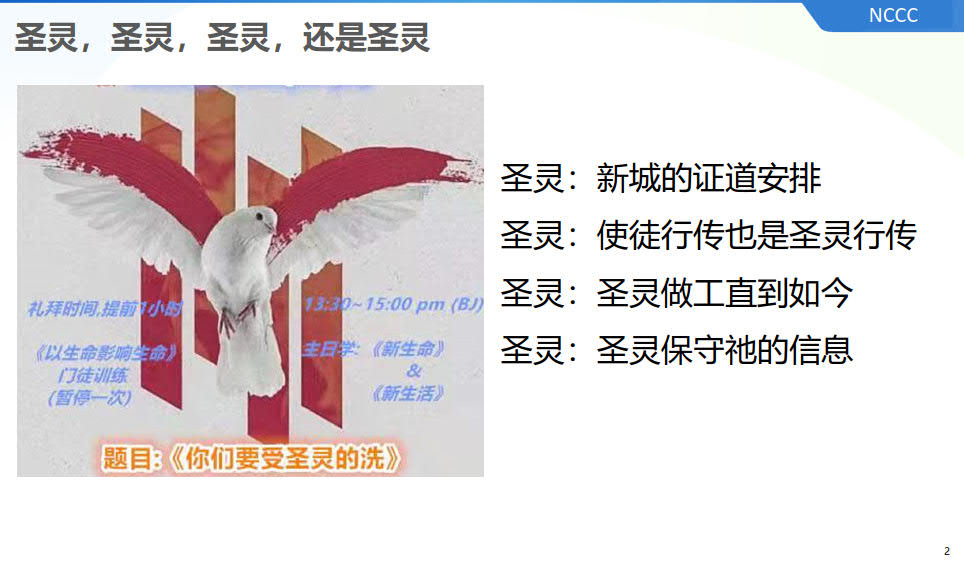 NCCC
圣灵，圣灵，圣灵，还是圣灵
礼拜时间,提前1小时
13:30~15:00 pm (BJ)
《以生命影响生命》
门徒训练
(暂停一次)
主日学:《新生命》
&
《新生活》
题目:《你们要受圣灵的洗》
圣灵：新城的证道安排
圣灵：使徒行传也是圣灵行传
圣灵：圣灵做工直到如今
圣灵：圣灵保守祂的信息
2